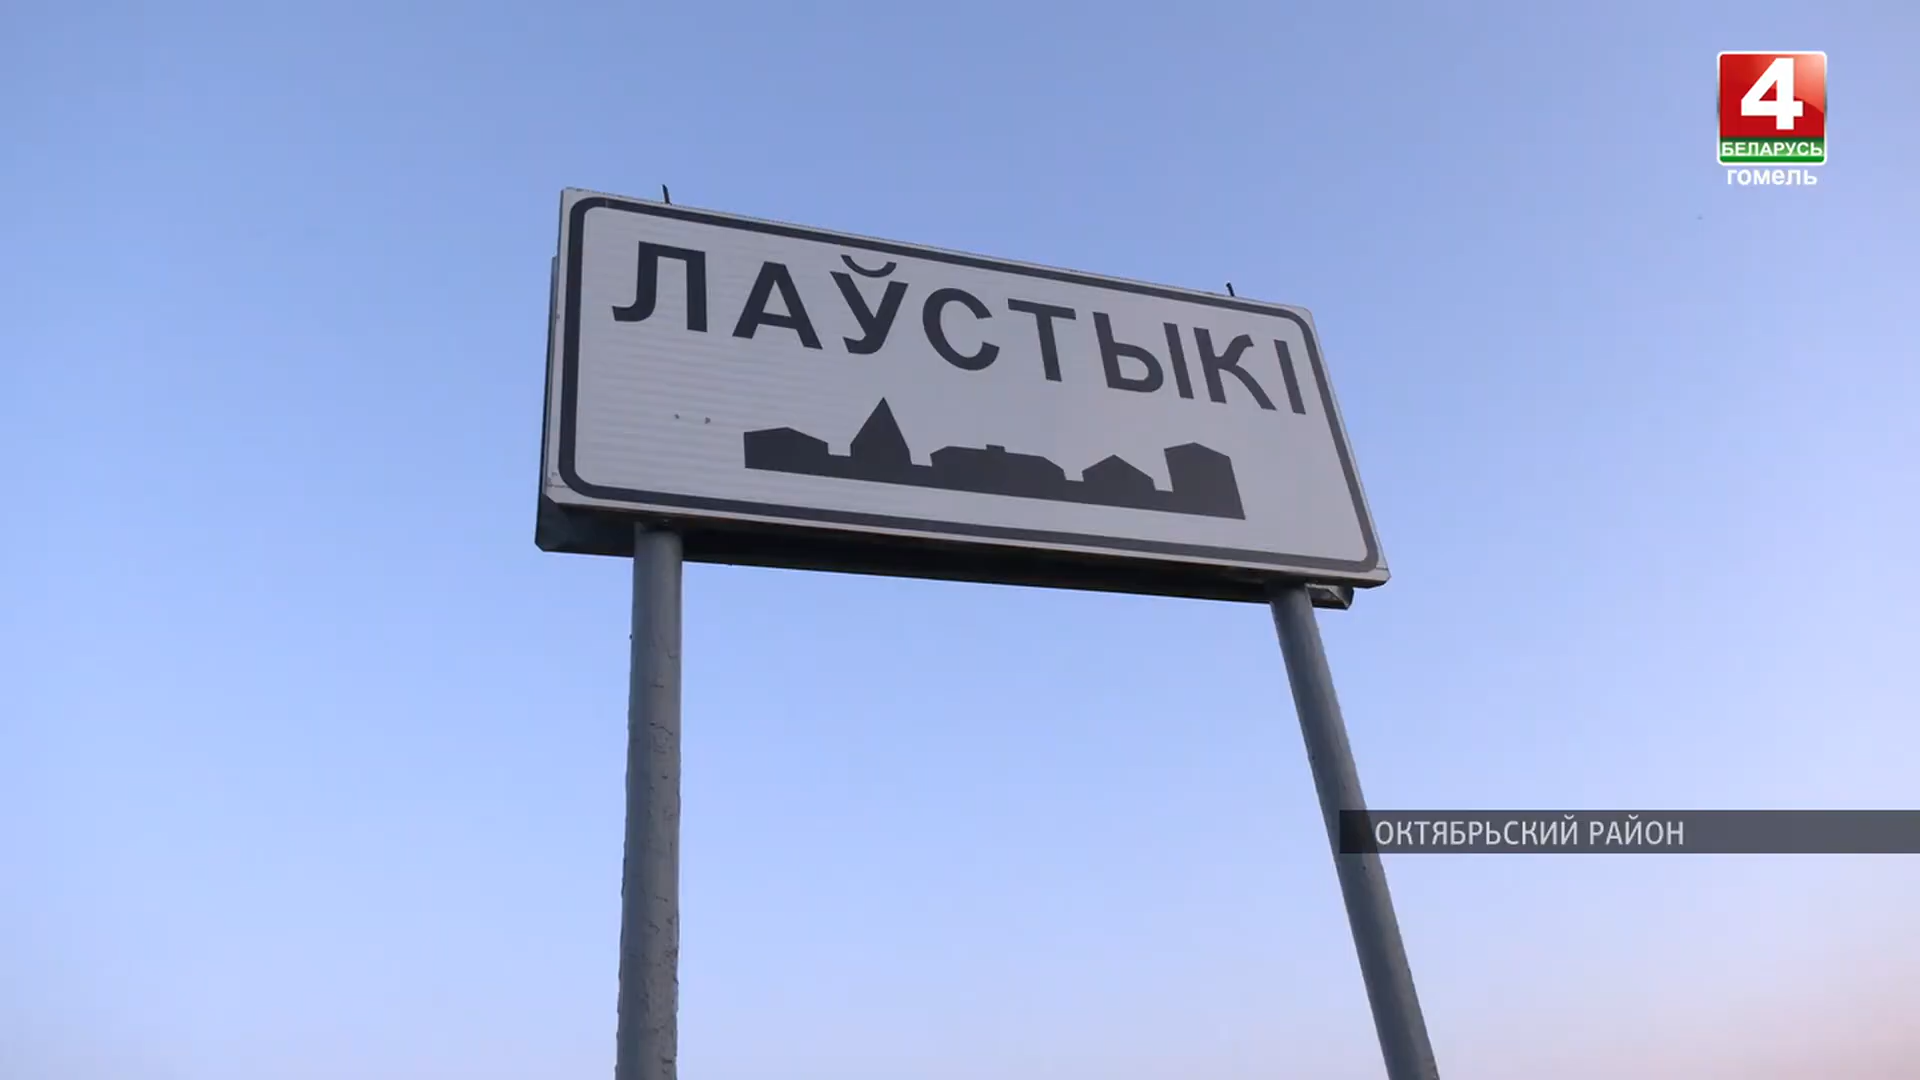 4
БЕЛАРУСЬ
гомель
ЛАЎСТЫКІ
ОКТЯБРЬСКИЙ РАЙОН